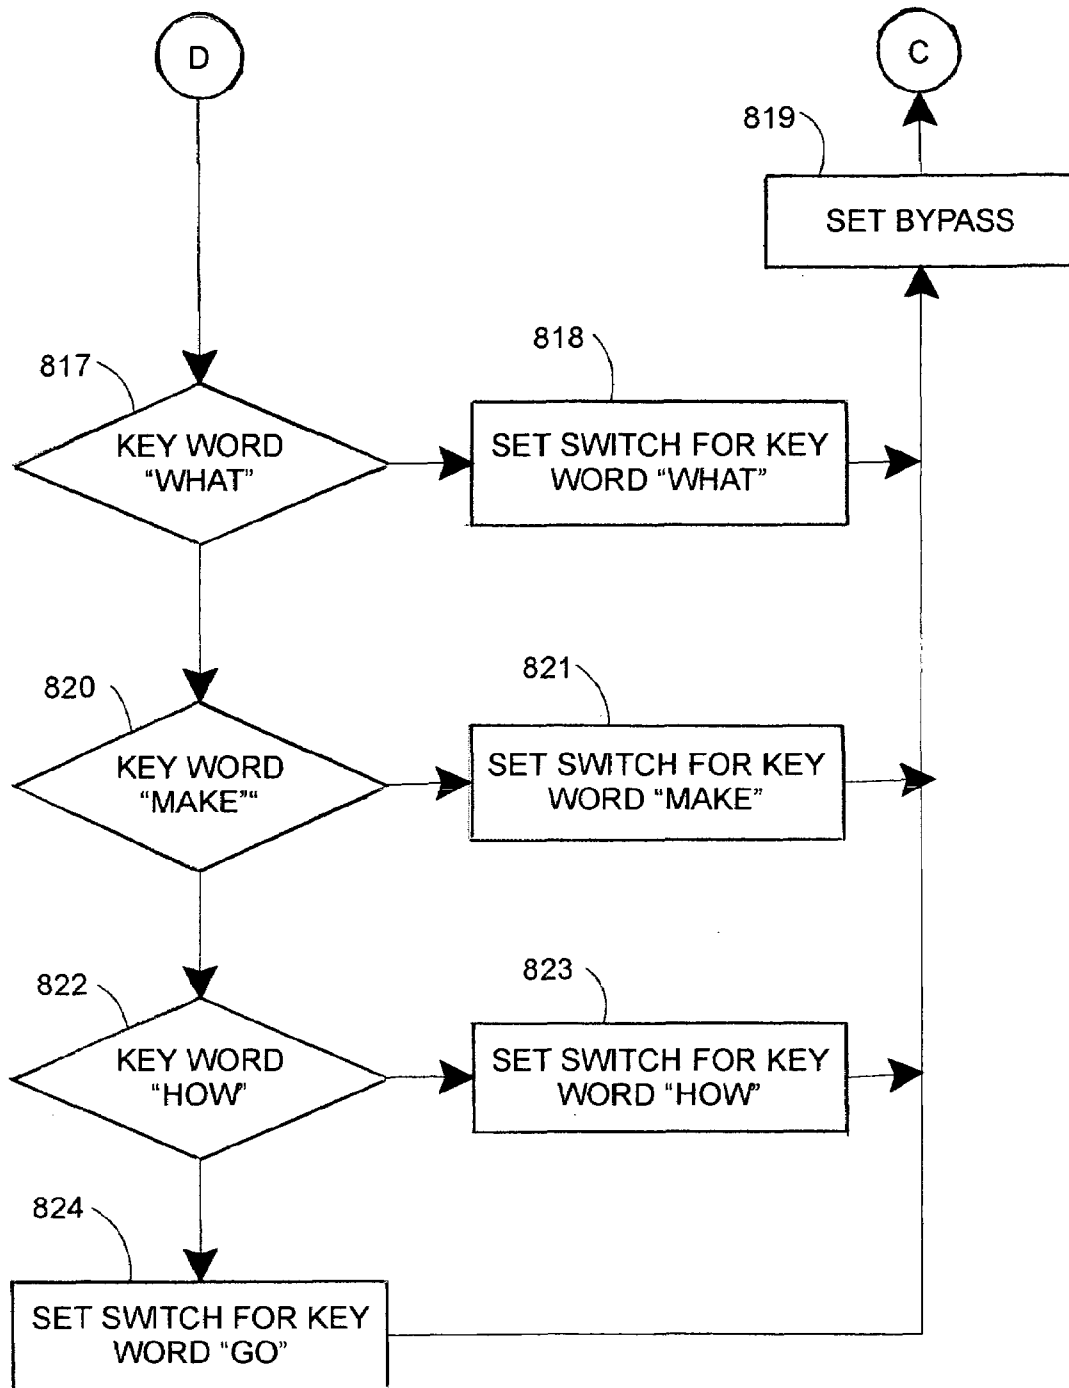 D
C
819
SET BYPASS
817
KEY WORD
“WHAT”
818
SET SWITCH FOR KEY
WORD “WHAT”
820
KEY WORD
“MAKE”“
821
SET SWITCH FOR KEY
WORD “MAKE”
822
KEY WORD
“HOW”
823
SET SWITCH FOR KEY
WORD “HOW”
824
SET SWITCH FOR KEY
WORD “GO”